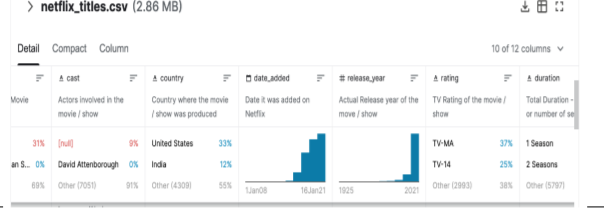 netflix_titles.csv (2.86 MB)
Detail Compact Column
10 of 12 columns
cast country date_added # release_year rating duration
Movie Actors involved in the Country where the movie Date it was added on Actual Release year of the TV Rating of the movie / Total Duration -
movie / show / show was produced Netflix move / show show or number of se
31% [null] 9% United States 33% TV-MA 37% 1 Season
an S... 0% David Attenborough 0% India 12% TV-14 25% 2 Seasons
69% Other (7051) 91% Other (4309) 55% 1Jan08 16Jan21 1925 2021 Other (2993) 38% Other (5797)